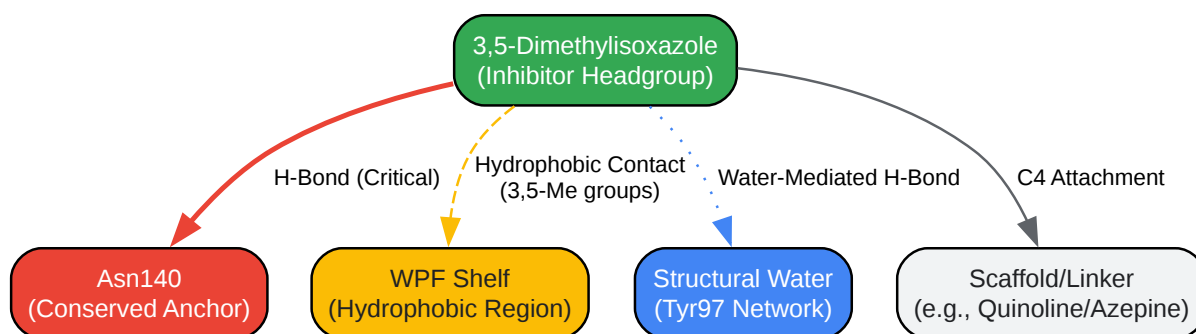 3,5-Dimethylisoxazole
(Inhibitor Headgroup)
H-Bond (Critical)
Hydrophobic Contact
(3,5-Me groups)
Water-Mediated H-Bond
C4 Attachment
Asn140
(Conserved Anchor)
WPF Shelf
(Hydrophobic Region)
Structural Water
(Tyr97 Network)
Scaffold/Linker
(e.g., Quinoline/Azepine)